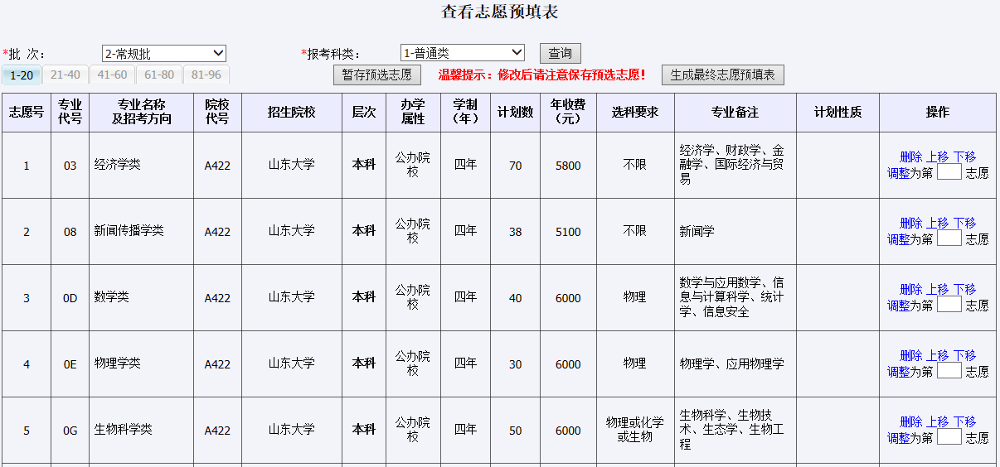 查看志愿预填表
*批 次: 2-常规批 *报考科类: 1-普通类 查询
1-20 21-40 41-60 61-80 81-96 暂存预选志愿 温馨提示：修改后请注意保存预选志愿！ 生成最终志愿预填表
志愿号 专业代号 专业名称及招考方向 院校代号 招生院校 层次 办学属性 学制(年) 计划数 年收费(元) 选科要求 专业备注 计划性质 操作
1 03 经济学类 A422 山东大学 本科 公办院校 四年 70 5800 不限 经济学、财政学、金融学、国际经济与贸易 删除 上移 下移 调整为第 志愿
2 08 新闻传播学类 A422 山东大学 本科 公办院校 四年 38 5100 不限 新闻学 删除 上移 下移 调整为第 志愿
3 0D 数学类 A422 山东大学 本科 公办院校 四年 40 6000 物理 数学与应用数学、信息与计算科学、统计学、信息安全 删除 上移 下移 调整为第 志愿
4 0E 物理学类 A422 山东大学 本科 公办院校 四年 30 6000 物理 物理学、应用物理学 删除 上移 下移 调整为第 志愿
5 0G 生物科学类 A422 山东大学 本科 公办院校 四年 50 6000 物理或化学或生物 生物科学、生物技术、生态学、生物工程 删除 上移 下移 调整为第 志愿